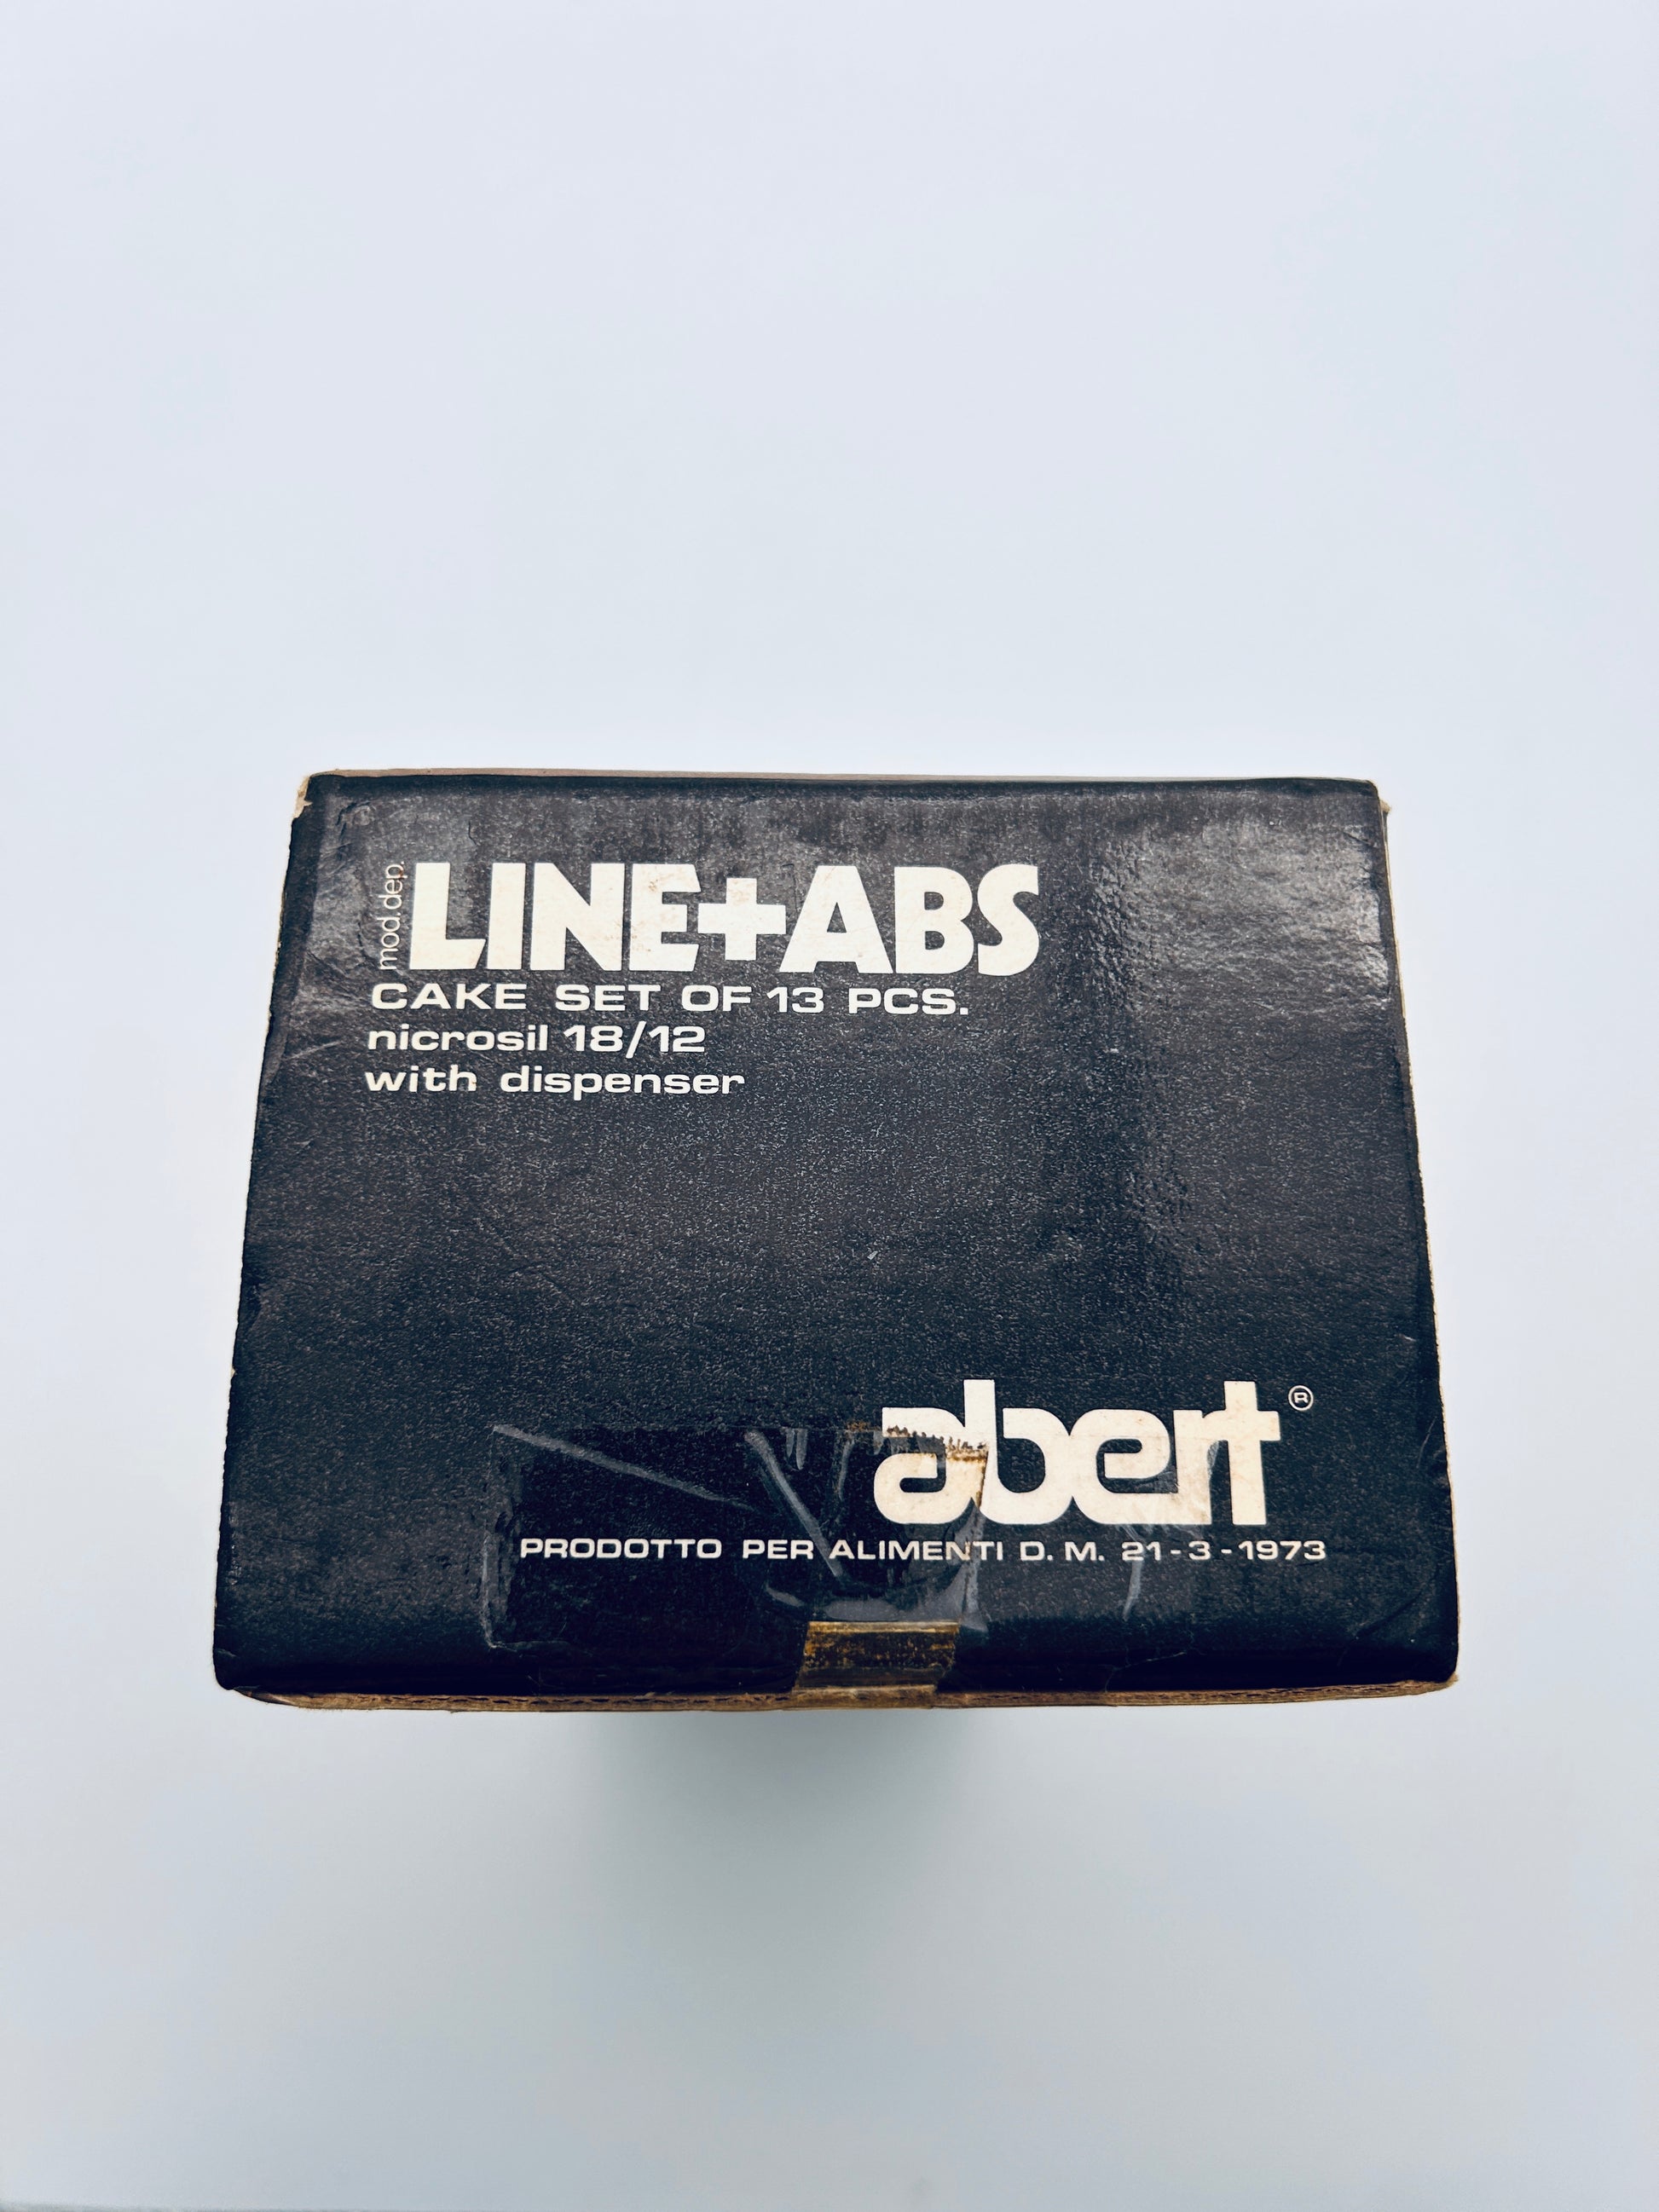 mod.dep.
LINE+ABS
CAKE SET OF 13 PCS.
nicrosil 18/12
with dispenser
abert®
PRODOTTO PER ALIMENTI D. M. 21-3-1973